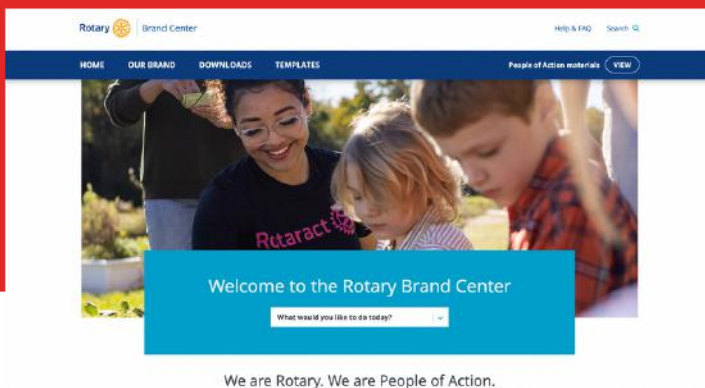 Rotary Brand Center
Help & FAQ Search
HOME OUR BRAND DOWNLOADS TEMPLATES People of Action materials VIEW
Rotaract
Welcome to the Rotary Brand Center
What would you like to do today?
We are Rotary. We are People of Action.